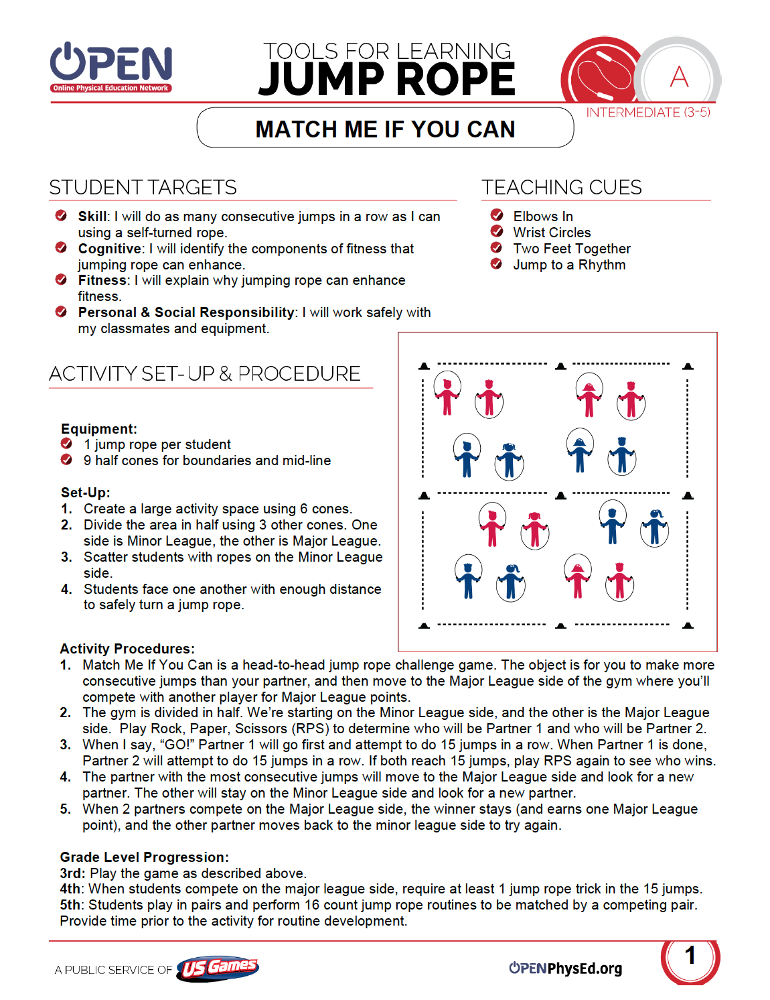 OPEN
Online Physical Education Network
TOOLS FOR LEARNING
JUMP ROPE
A
INTERMEDIATE (3-5)
MATCH ME IF YOU CAN
STUDENT TARGETS
Skill: I will do as many consecutive jumps in a row as I can
using a self-turned rope.
Cognitive: I will identify the components of fitness that
jumping rope can enhance.
Fitness: I will explain why jumping rope can enhance
fitness.
Personal & Social Responsibility: I will work safely with
my classmates and equipment.
TEACHING CUES
Elbows In
Wrist Circles
Two Feet Together
Jump to a Rhythm
ACTIVITY SET-UP & PROCEDURE
Equipment:
1 jump rope per student
9 half cones for boundaries and mid-line
Set-Up:
1. Create a large activity space using 6 cones.
2. Divide the area in half using 3 other cones. One
side is Minor League, the other is Major League.
3. Scatter students with ropes on the Minor League
side.
4. Students face one another with enough distance
to safely turn a jump rope.
Activity Procedures:
1. Match Me If You Can is a head-to-head jump rope challenge game. The object is for you to make more
consecutive jumps than your partner, and then move to the Major League side of the gym where you'll
compete with another player for Major League points.
2. The gym is divided in half. We're starting on the Minor League side, and the other is the Major League
side.  Play Rock, Paper, Scissors (RPS) to determine who will be Partner 1 and who will be Partner 2.
3. When I say, "GO!" Partner 1 will go first and attempt to do 15 jumps in a row. When Partner 1 is done,
Partner 2 will attempt to do 15 jumps in a row. If both reach 15 jumps, play RPS again to see who wins.
4. The partner with the most consecutive jumps will move to the Major League side and look for a new
partner. The other will stay on the Minor League side and look for a new partner.
5. When 2 partners compete on the Major League side, the winner stays (and earns one Major League
point), and the other partner moves back to the minor league side to try again.
Grade Level Progression:
3rd: Play the game as described above.
4th: When students compete on the major league side, require at least 1 jump rope trick in the 15 jumps.
5th: Students play in pairs and perform 16 count jump rope routines to be matched by a competing pair.
Provide time prior to the activity for routine development.
A PUBLIC SERVICE OF US Games
OPENPhysEd.org
1